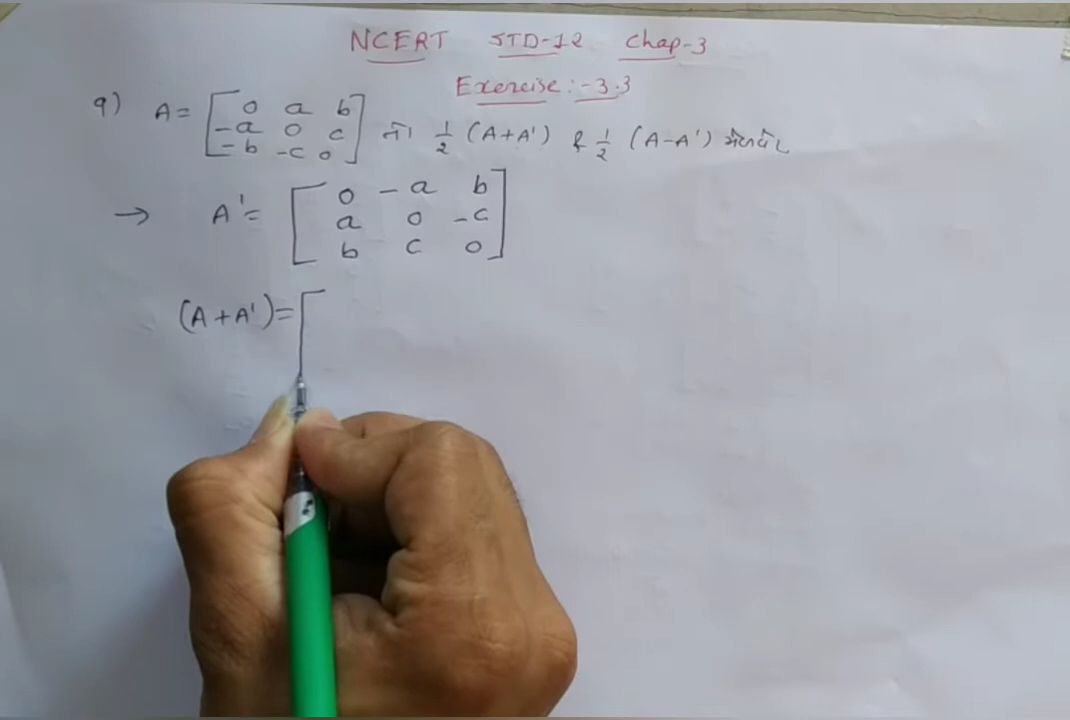 NCERT STD-12 Chap-3
Exercise:-3.3
9) A = [ 0 a b
-a 0 c
-b -c 0 ] તો 1/2 (A+A') & 1/2 (A-A') મેળવો
→ A' = [ 0 -a b
a 0 -c
b c 0 ]
(A+A')= [